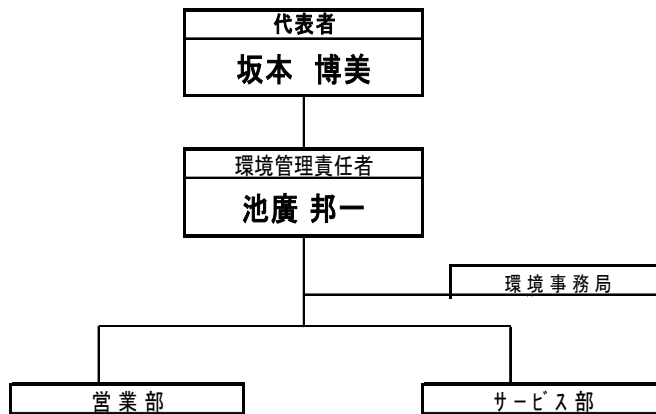 代表者
坂本 博美
環境管理責任者
池廣 邦一
環境事務局
営業部
サービス部